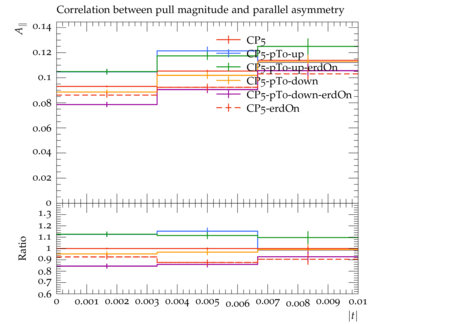 Correlation between pull magnitude and parallel asymmetry
A∥
0.14
0.12
0.1
0.08
0.06
0.04
0.02
0
CP5
CP5-pTo-up
CP5-pTo-up-erdOn
CP5-pTo-down
CP5-pTo-down-erdOn
CP5-erdOn
Ratio
1.3
1.2
1.1
1
0.9
0.8
0.7
0.6
0 0.001 0.002 0.003 0.004 0.005 0.006 0.007 0.008 0.009 0.01
|t|